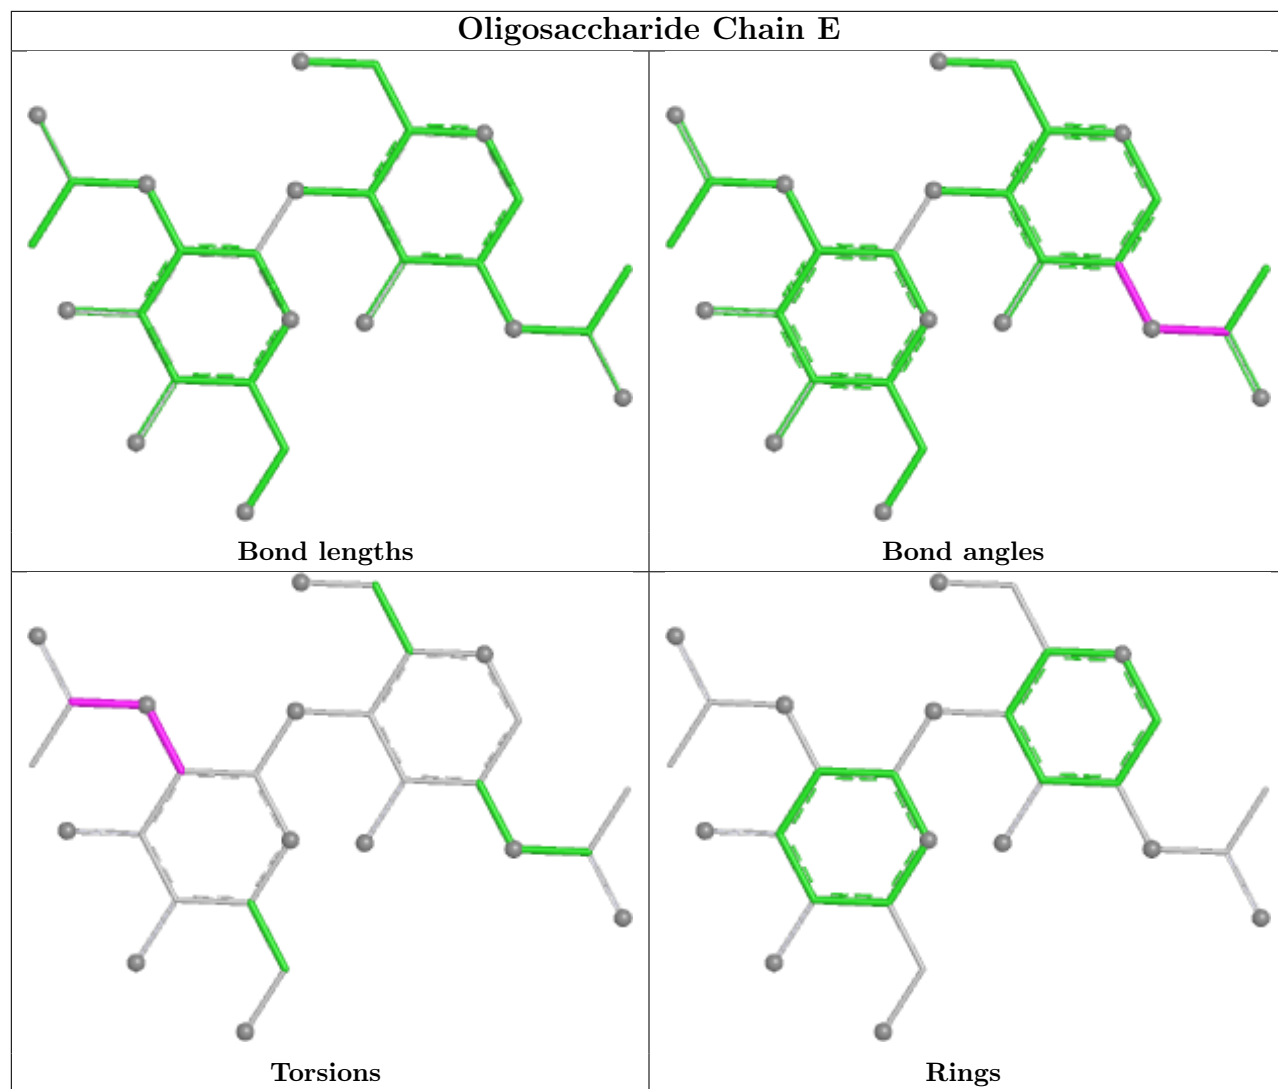 Oligosaccharide Chain E
Bond lengths
Bond angles
Torsions
Rings